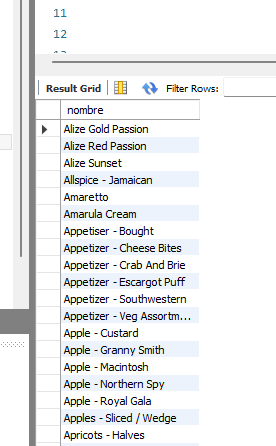 11
12
13
Result Grid Filter Rows:
nombre
Alize Gold Passion
Alize Red Passion
Alize Sunset
Allspice - Jamaican
Amaretto
Amarula Cream
Appetiser - Bought
Appetizer - Cheese Bites
Appetizer - Crab And Brie
Appetizer - Escargot Puff
Appetizer - Southwestern
Appetizer - Veg Assortm...
Apple - Custard
Apple - Granny Smith
Apple - Macintosh
Apple - Northern Spy
Apple - Royal Gala
Apples - Sliced / Wedge
Apricots - Halves